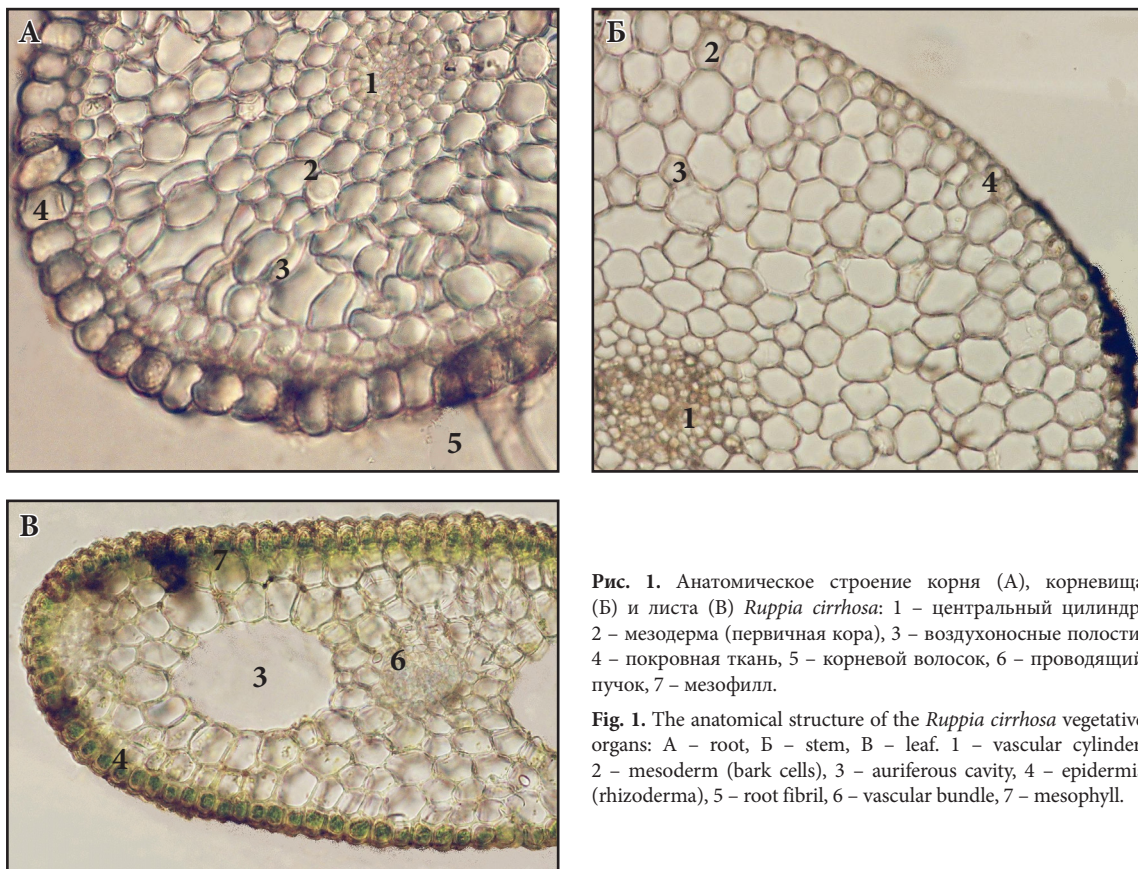 А
1
2
3
4
5
Б
2
3
4
1
В
7
6
3
4
Рис. 1. Анатомическое строение корня (А), корневища
(Б) и листа (В) Ruppia cirrhosa: 1 – центральный цилиндр
2 – мезодерма (первичная кора), 3 – воздухоносные полости
4 – покровная ткань, 5 – корневой волосок, 6 – проводящий
пучок, 7 – мезофилл.
Fig. 1. The anatomical structure of the Ruppia cirrhosa vegetative
organs: A – root, Б – stem, B – leaf. 1 – vascular cylinder
2 – mesoderm (bark cells), 3 – auriferous cavity, 4 – epidermi
(rhizoderma), 5 – root fibril, 6 – vascular bundle, 7 – mesophyll.